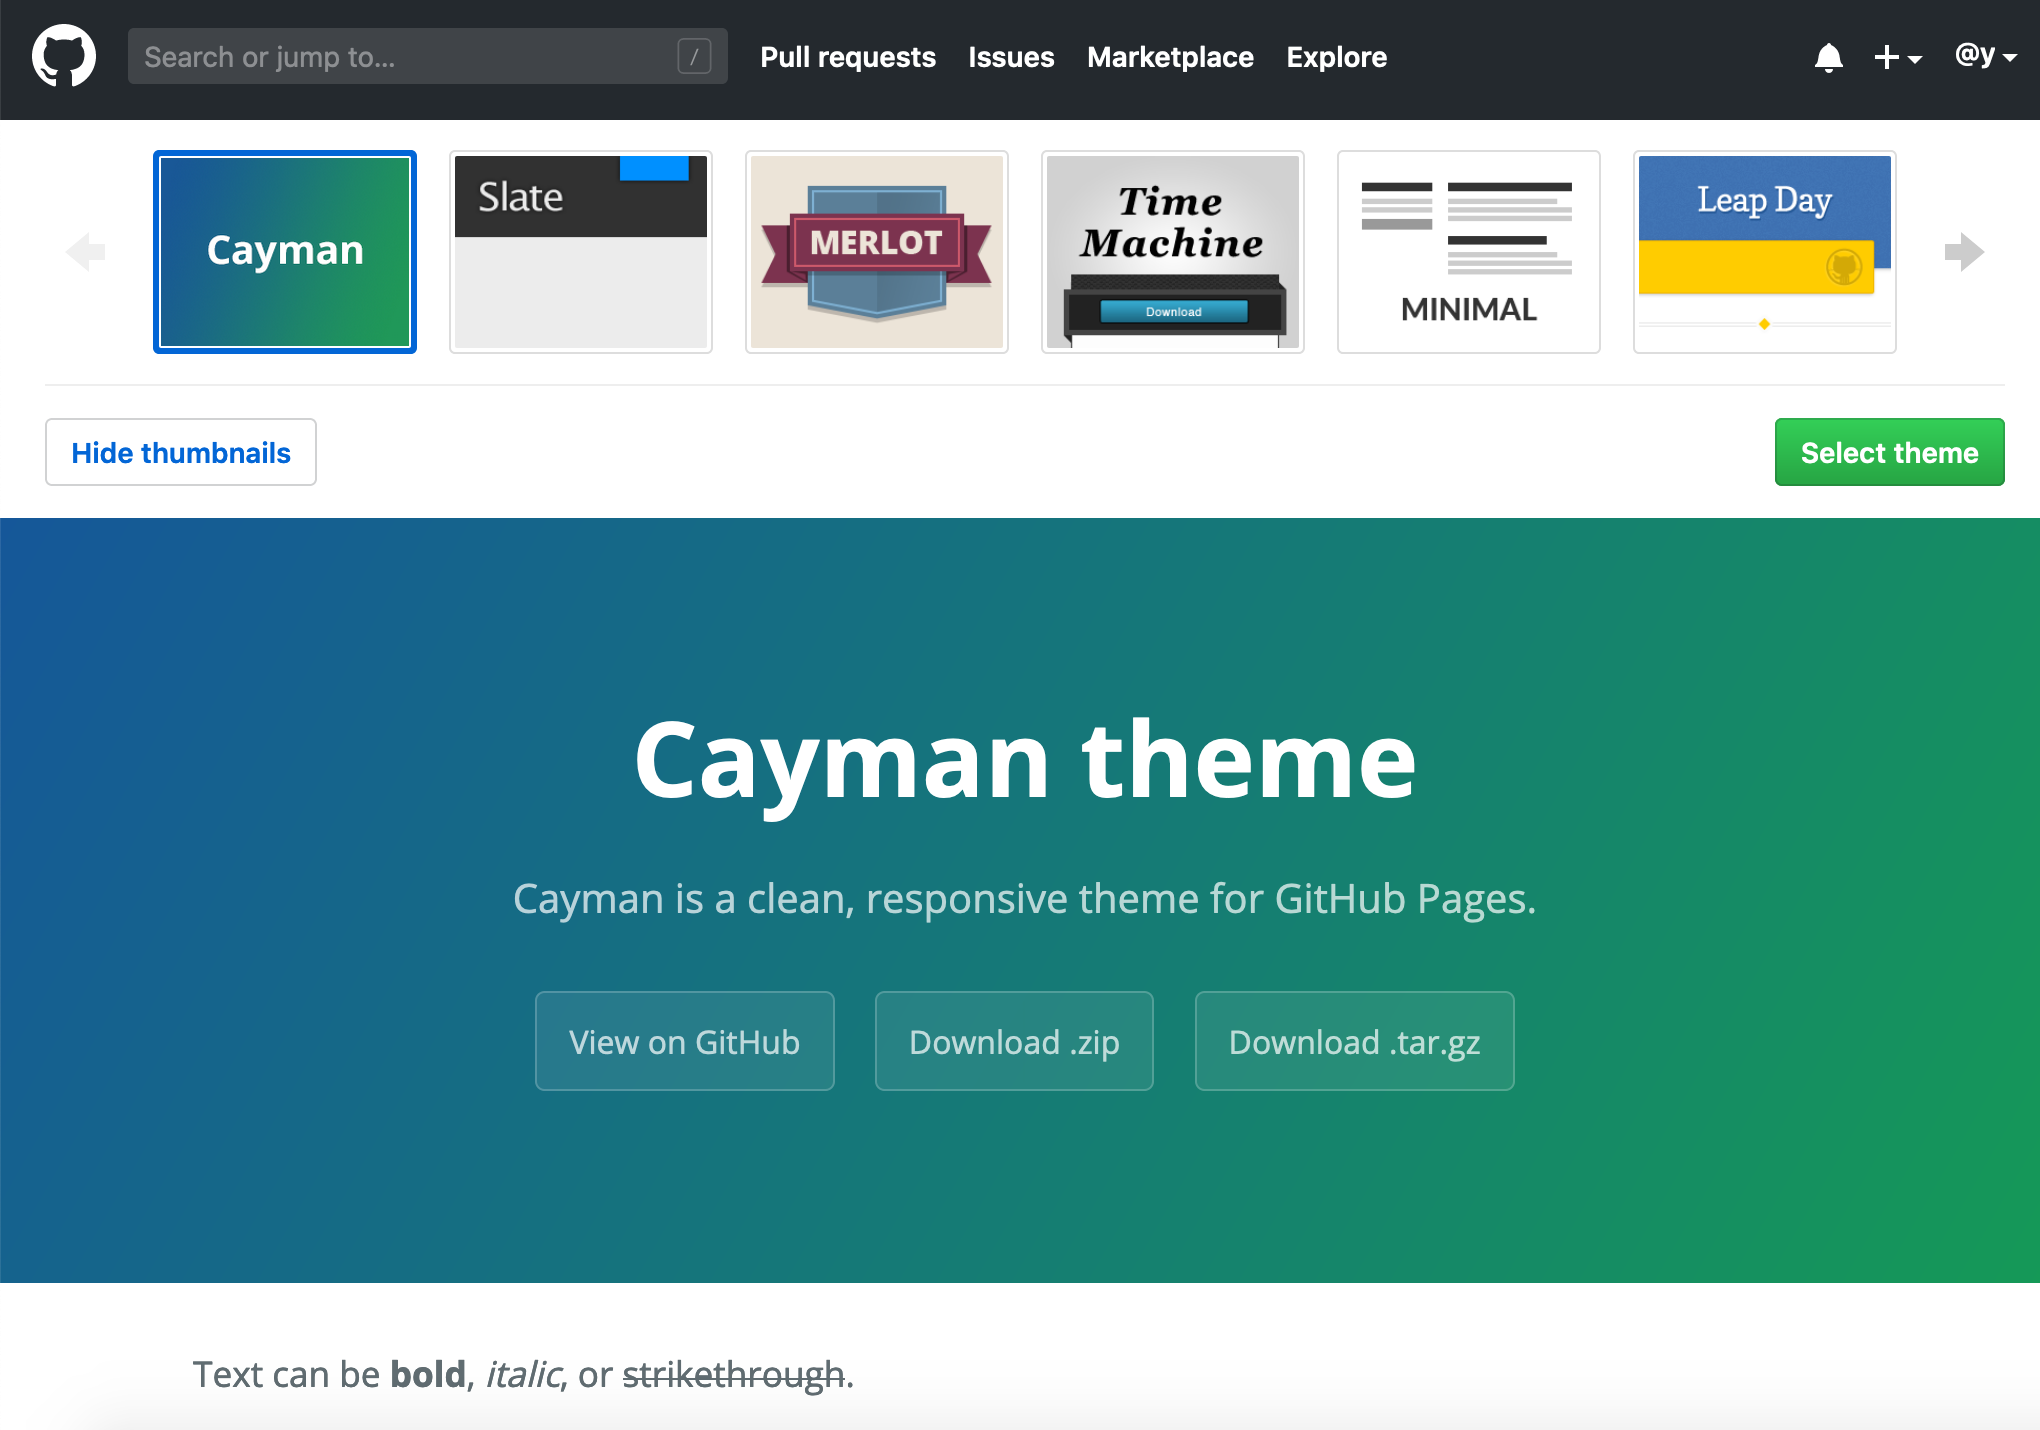 Search or jump to... /
Pull requests Issues Marketplace Explore
@y
Cayman
Slate
MERLOT
Time
Machine
Download
MINIMAL
Leap Day
Hide thumbnails
Select theme
Cayman theme
Cayman is a clean, responsive theme for GitHub Pages.
View on GitHub
Download .zip
Download .tar.gz
Text can be bold, italic, or strikethrough.